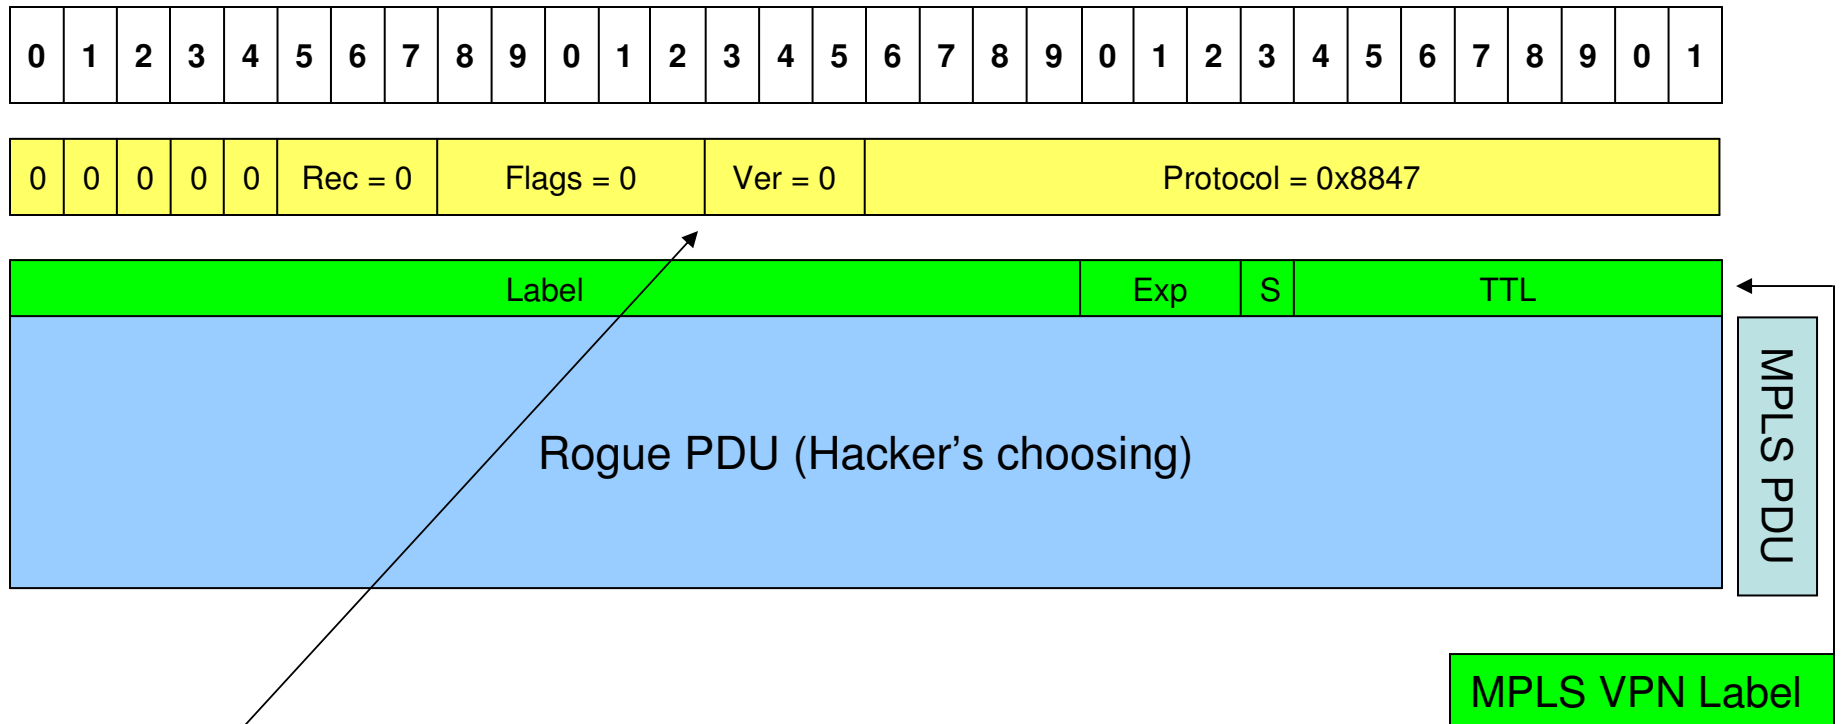 0 1 2 3 4 5 6 7 8 9 0 1 2 3 4 5 6 7 8 9 0 1 2 3 4 5 6 7 8 9 0 1
0 0 0 0 0 Rec = 0 Flags = 0 Ver = 0 Protocol = 0x8847
Label Exp S TTL
Rogue PDU (Hacker's choosing)
MPLS PDU
MPLS VPN Label